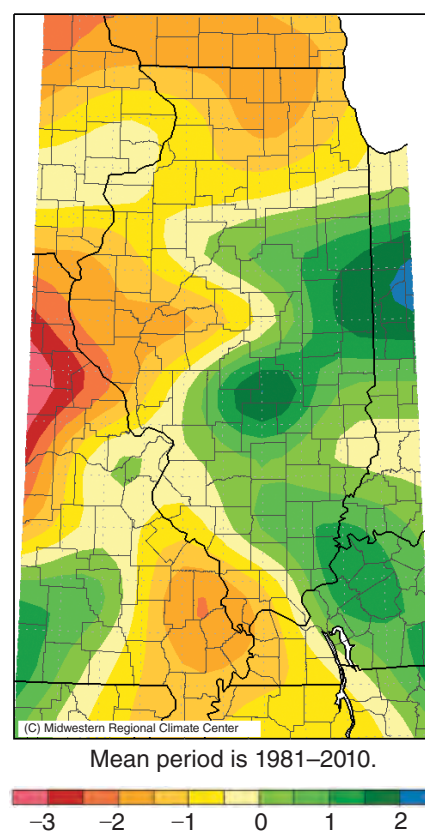 (C) Midwestern Regional Climate Center
Mean period is 1981–2010.
−3 −2 −1 0 1 2